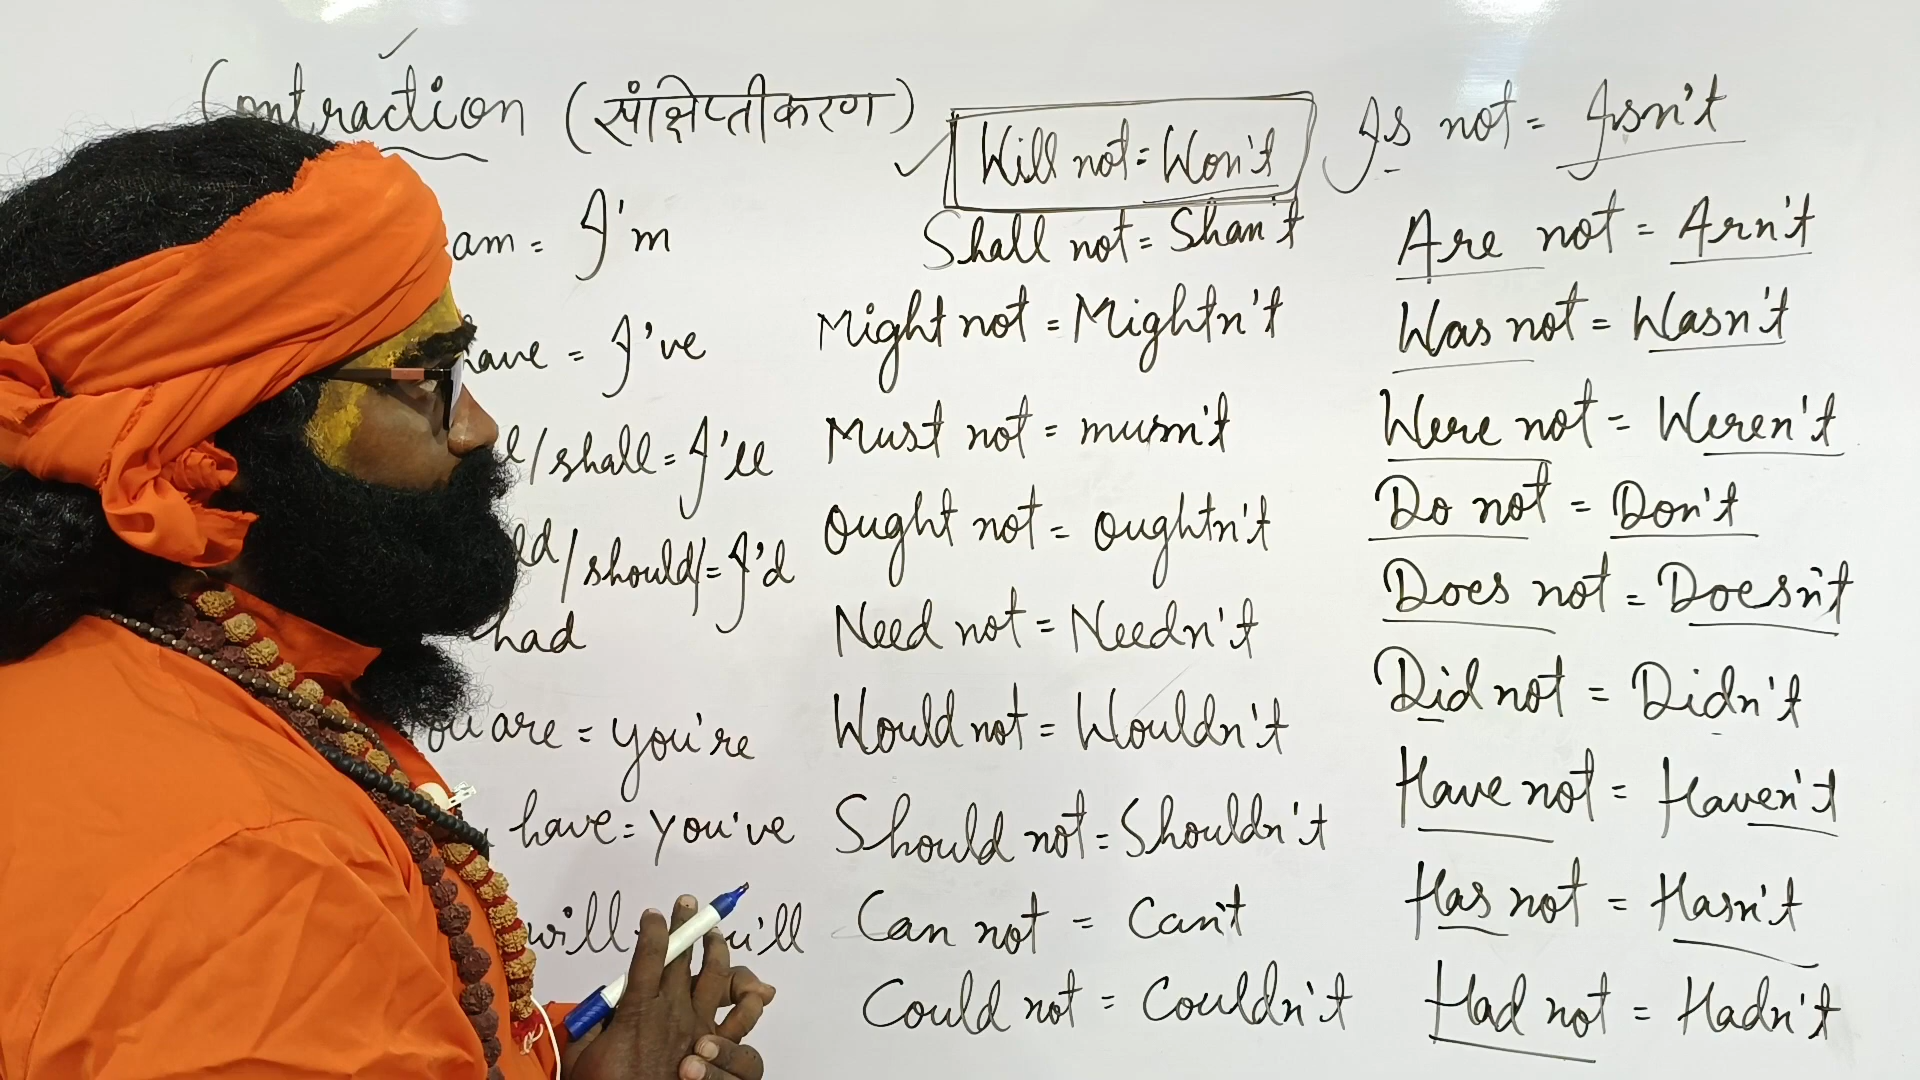 Contraction (संक्षिप्तीकरण)
am = I'm
have = I've
/shall = I'll
/should/ = I'd
had
you are = you're
have = you've
will
Will not = Won't
Shall not = Shan't
Might not = Mightn't
Must not = musn't
Ought not = Oughtn't
Need not = Needn't
Would not = Wouldn't
Should not = Shouldn't
Can not = Can't
Could not = Couldn't
Is not = Isn't
Are not = Arn't
Was not = Wasn't
Were not = Weren't
Do not = Don't
Does not = Doesn't
Did not = Didn't
Have not = Haven't
Has not = Hasn't
Had not = Hadn't